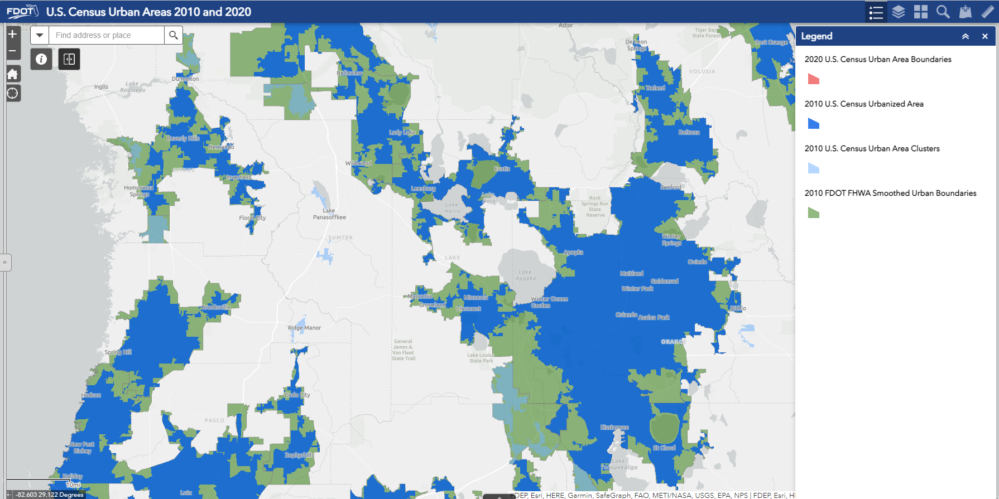 FDOT
U.S. Census Urban Areas 2010 and 2020
Find address or place
Legend
2020 U.S. Census Urban Area Boundaries
2010 U.S. Census Urbanized Area
2010 U.S. Census Urban Area Clusters
2010 FDOT FHWA Smoothed Urban Boundaries
Preserve
Astor
Tiger Bay
State Forest
De Leon
Springs
Port Orange
Inglis
Lake
Rousseau
Dunnellon
Belleview
VOLUSIA
Deland
Beverly Hills
Hernando
Lady Lake
Deltona
CITRUS
Wildwood
Eustis
Inverness
Homosassa
Springs
Leesburg
Sanford
Lake
Dora
Lake
Harris
Rock
Springs Run
State
Reserve
Lake
Panasoffkee
Floral City
SUMTER
Winter
Springs
LAKE
Apopka
Oviedo
Lake
Apopka
Maitland
Goldenrod
Winter Park
Mascotte
Groveland
Minneola
Clermont
Winter Ocoee
Garden
Brooksville
Bithlo
Orlando
Azalea Park
Ridge Manor
ORANGE
General
James A.
Van Fleet
State Trail
Spring Hill
Lake Louisa
State Park
Hudson
Dade City
PASCO
Kissimmee
New Port
Richey
St Cloud
Zephyrhills
Lake
Tohopekaliga
Holiday
Lutz
10mi
-82.603 29.122 Degrees
FDEP, Esri, HERE, Garmin, SafeGraph, FAO, METI/NASA, USGS, EPA, NPS | FDEP, Esri, H